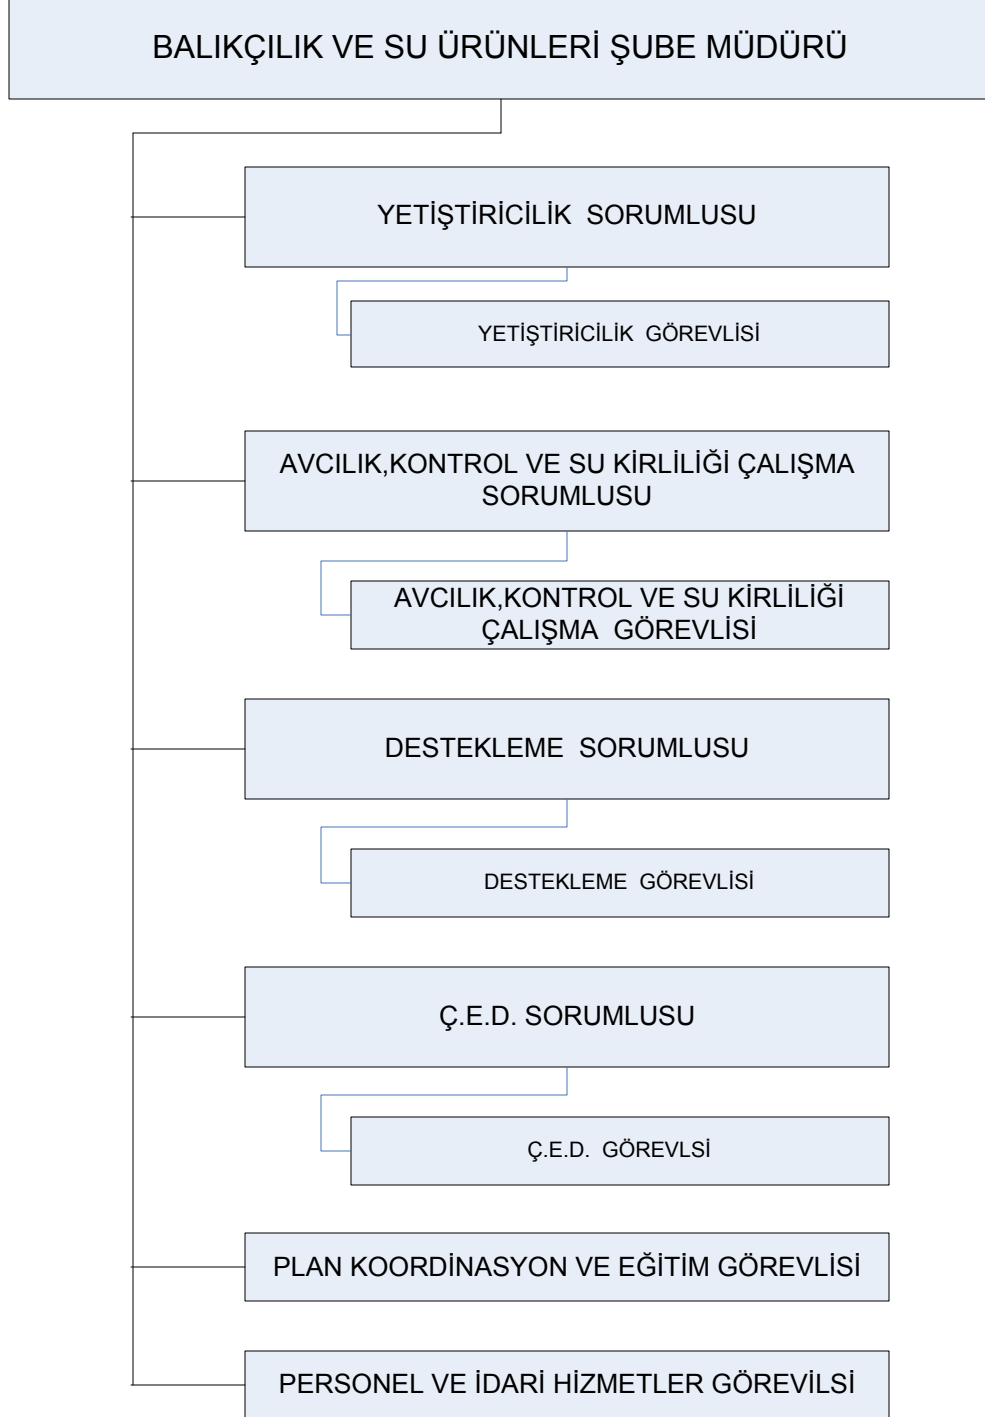 BALIKÇILIK VE SU ÜRÜNLERİ ŞUBE MÜDÜRÜ
YETİŞTİRİCİLİK SORUMLUSU
YETİŞTİRİCİLİK GÖREVLİSİ
AVCILIK,KONTROL VE SU KİRLİLİĞİ ÇALIŞMA
SORUMLUSU
AVCILIK,KONTROL VE SU KİRLİLİĞİ
ÇALIŞMA GÖREVLİSİ
DESTEKLEME SORUMLUSU
DESTEKLEME GÖREVLİSİ
Ç.E.D. SORUMLUSU
Ç.E.D. GÖREVLSİ
PLAN KOORDİNASYON VE EĞİTİM GÖREVLİSİ
PERSONEL VE İDARİ HİZMETLER GÖREVİLSİ